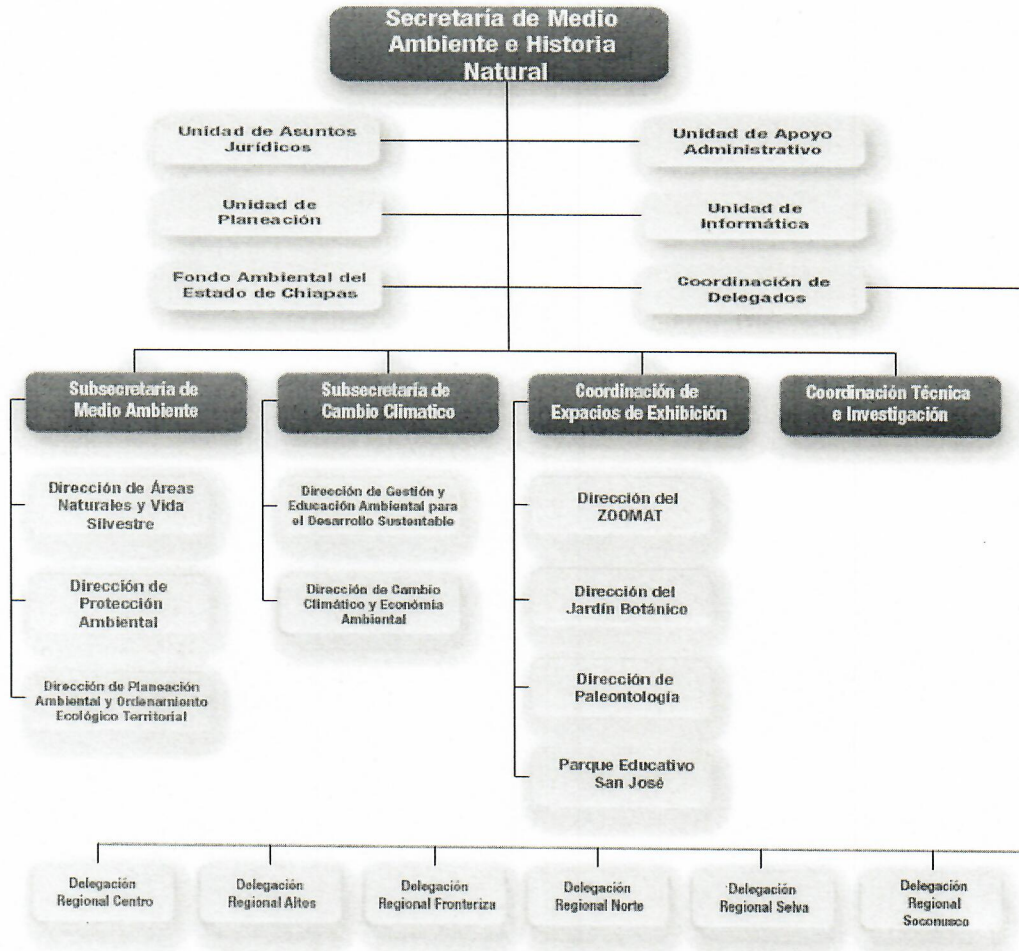 Secretaría de Medio
Ambiente e Historia
Natural
Unidad de Asuntos
Jurídicos
Unidad de Apoyo
Administrativo
Unidad de
Planeación
Unidad de
Informática
Fondo Ambiental del
Estado de Chiapas
Coordinación de
Delegados
Subsecretaría de
Medio Ambiente
Subsecretaría de
Cambio Climatico
Coordinación de
Expacios de Exhibición
Coordinación Técnica
e Investigación
Dirección de Áreas
Naturales y Vida
Silvestre
Dirección de
Protección
Ambiental
Dirección de Planeación
Ambiental y Ordenamiento
Ecológico Territorial
Dirección de Gestión y
Educación Ambiental para
el Desarrollo Sustentable
Dirección de Cambio
Climático y Económia
Ambiental
Dirección del
ZOOMAT
Dirección del
Jardín Botánico
Dirección de
Paleontología
Parque Educativo
San José
Delegación
Regional Centro
Delegación
Regional Altos
Delegación
Regional Fronteriza
Delegación
Regional Norte
Delegación
Regional Selva
Delegación
Regional
Soconusco